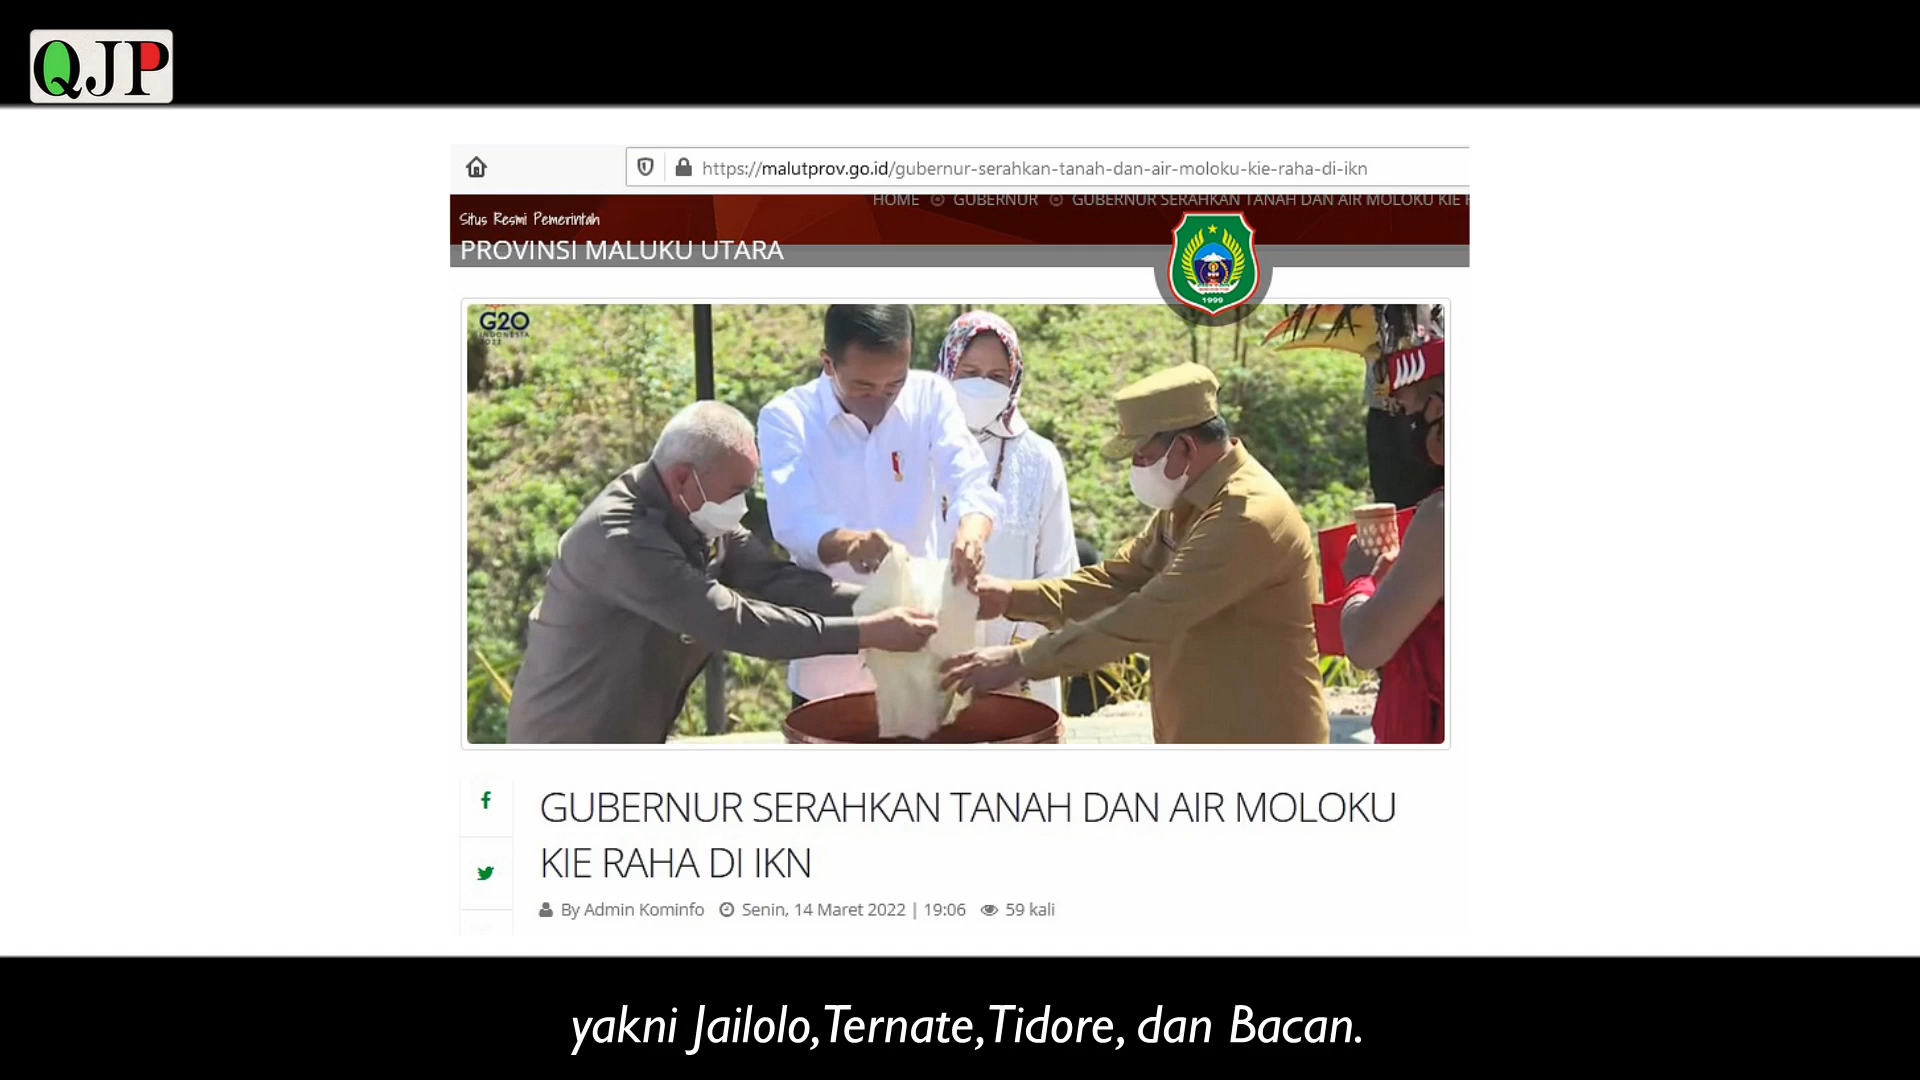 QJP
https://malutprov.go.id/gubernur-serahkan-tanah-dan-air-moloku-kie-raha-di-ikn
HOME GUBERNUR GUBERNUR SERAHKAN TANAH DAN AIR MOLOKU KIE
Situs Resmi Pemerintah
PROVINSI MALUKU UTARA
1999
G20
INDONESIA
2022
GUBERNUR SERAHKAN TANAH DAN AIR MOLOKU
KIE RAHA DI IKN
By Admin Kominfo Senin, 14 Maret 2022 | 19:06 59 kali
yakni Jailolo, Ternate, Tidore, dan Bacan.